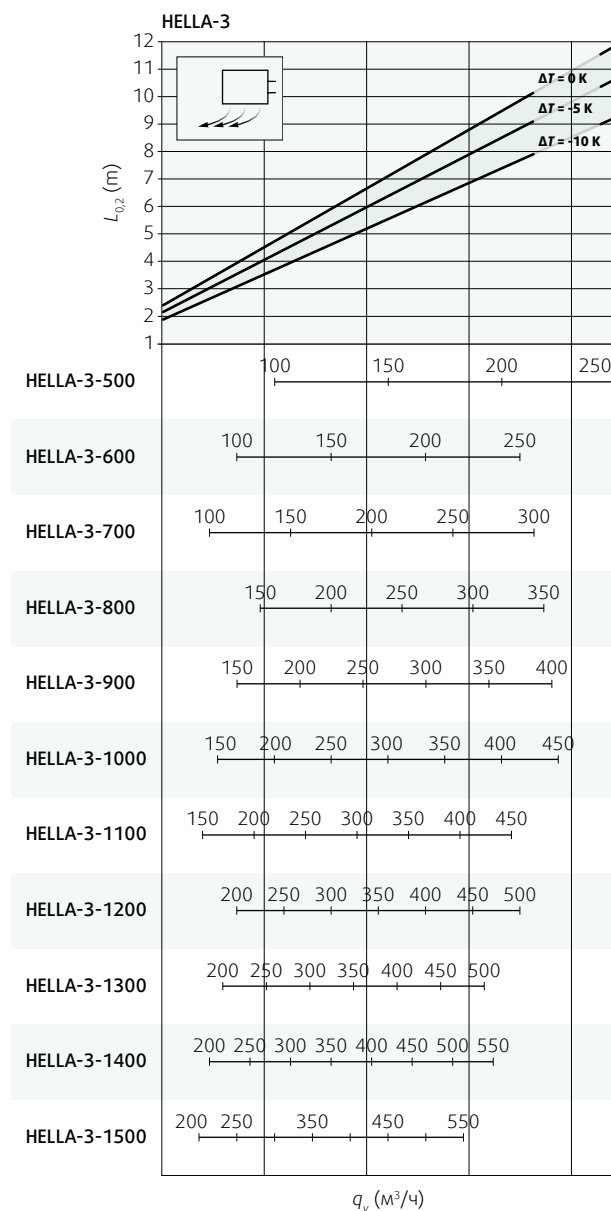 HELLA-3
12
11
10
9
8
7
6
5
4
3
2
1
L0,2 (m)
ΔT = 0 K
ΔT = -5 K
ΔT = -10 K
HELLA-3-500 100 150 200 250
HELLA-3-600 100 150 200 250
HELLA-3-700 100 150 200 250 300
HELLA-3-800 150 200 250 300 350
HELLA-3-900 150 200 250 300 350 400
HELLA-3-1000 150 200 250 300 350 400 450
HELLA-3-1100 150 200 250 300 350 400 450
HELLA-3-1200 200 250 300 350 400 450 500
HELLA-3-1300 200 250 300 350 400 450 500
HELLA-3-1400 200 250 300 350 400 450 500 550
HELLA-3-1500 200 250 350 450 550
qv (м³/ч)